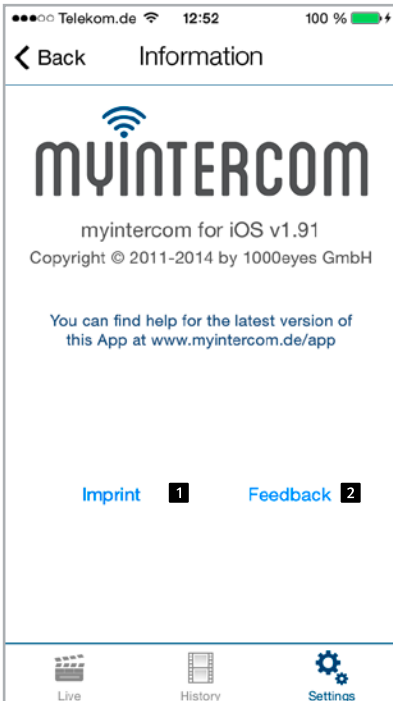 Telekom.de 12:52 100 %
Back Information
myintercom
myintercom for iOS v1.91
Copyright © 2011-2014 by 1000eyes GmbH
You can find help for the latest version of
this App at www.myintercom.de/app
Imprint 1 Feedback 2
Live History Settings